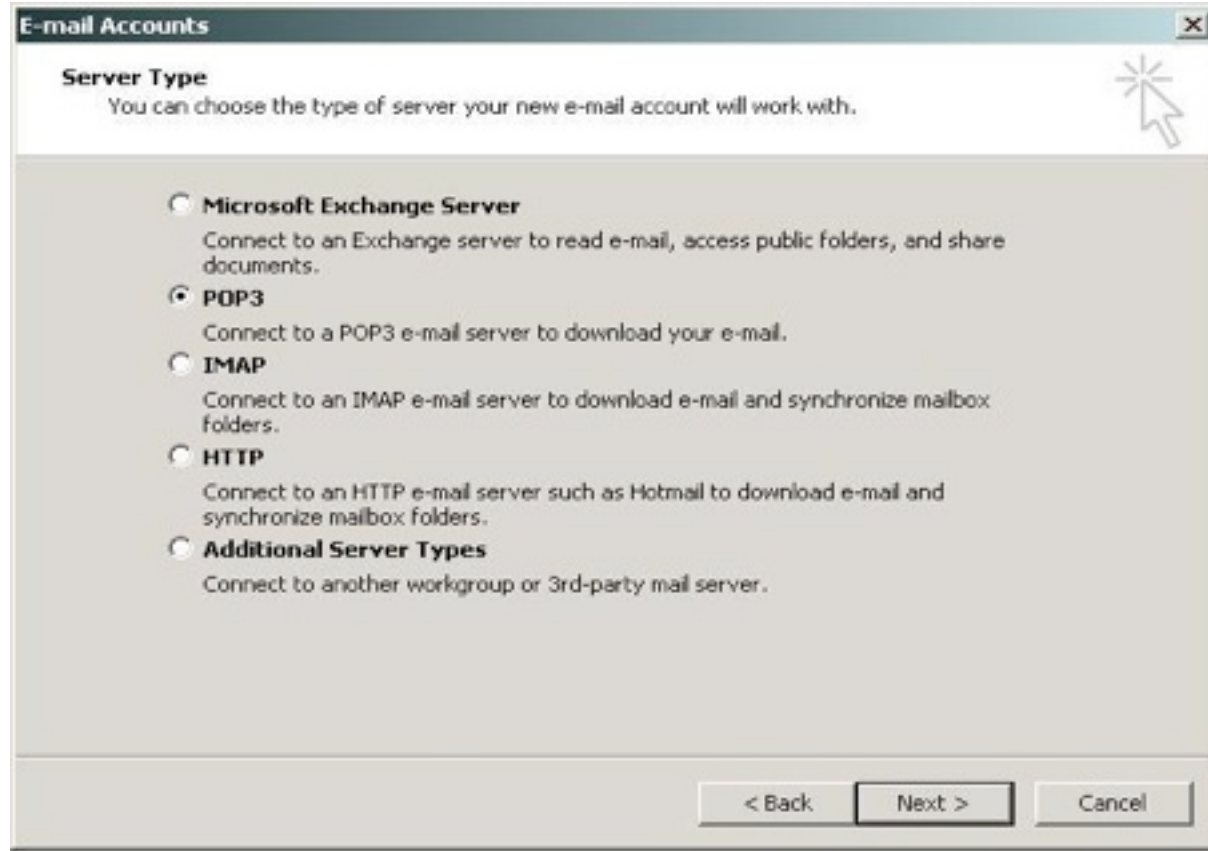 E-mail Accounts
Server Type
You can choose the type of server your new e-mail account will work with.
Microsoft Exchange Server
Connect to an Exchange server to read e-mail, access public folders, and share
documents.
POP3
Connect to a POP3 e-mail server to download your e-mail.
IMAP
Connect to an IMAP e-mail server to download e-mail and synchronize mailbox
folders.
HTTP
Connect to an HTTP e-mail server such as Hotmail to download e-mail and
synchronize mailbox folders.
Additional Server Types
Connect to another workgroup or 3rd-party mail server.
< Back Next > Cancel